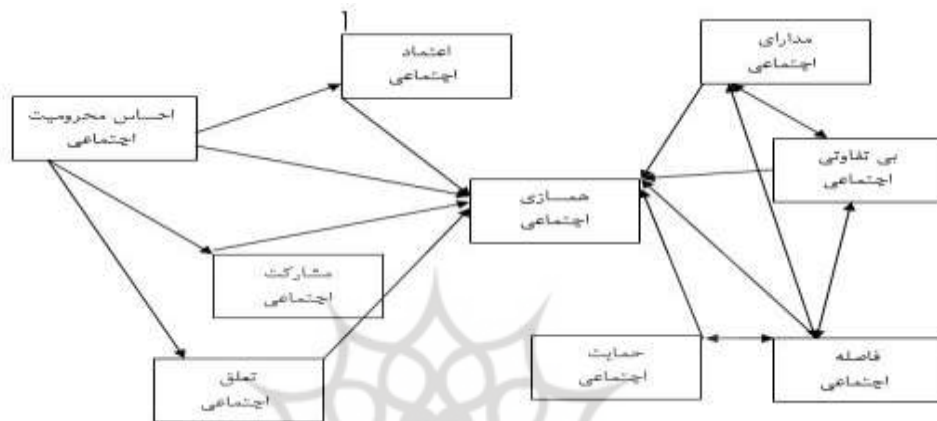 1
اعتماد
اجتماعی
مدارای
اجتماعی
احساس محرومیت
اجتماعی
بی تفاوتی
اجتماعی
همسازی
اجتماعی
مشارکت
اجتماعی
حمایت
اجتماعی
فاصله
اجتماعی
تعلق
اجتماعی